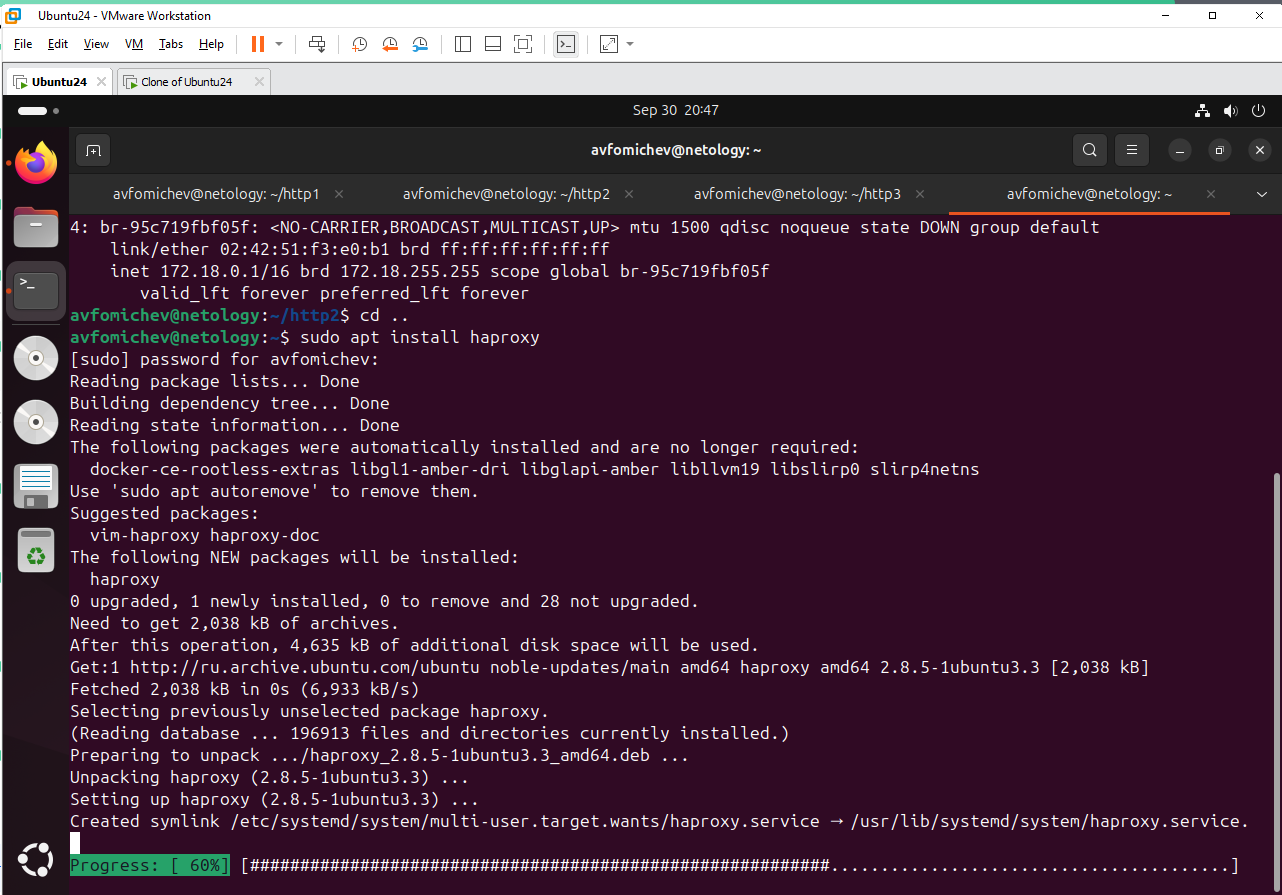 Ubuntu24 - VMware Workstation
File Edit View VM Tabs Help
Ubuntu24 Clone of Ubuntu24
Sep 30 20:47
avfomichev@netology: ~
avfomichev@netology: ~/http1 avfomichev@netology: ~/http2 avfomichev@netology: ~/http3 avfomichev@netology: ~
4: br-95c719fbf05f: <NO-CARRIER,BROADCAST,MULTICAST,UP> mtu 1500 qdisc noqueue state DOWN group default
link/ether 02:42:51:f3:e0:b1 brd ff:ff:ff:ff:ff:ff
inet 172.18.0.1/16 brd 172.18.255.255 scope global br-95c719fbf05f
valid_lft forever preferred_lft forever
avfomichev@netology:~/http2$ cd ..
avfomichev@netology:~$ sudo apt install haproxy
[sudo] password for avfomichev:
Reading package lists... Done
Building dependency tree... Done
Reading state information... Done
The following packages were automatically installed and are no longer required:
docker-ce-rootless-extras libgl1-amber-dri libglapi-amber libllvm19 libslirp0 slirp4netns
Use 'sudo apt autoremove' to remove them.
Suggested packages:
vim-haproxy haproxy-doc
The following NEW packages will be installed:
haproxy
0 upgraded, 1 newly installed, 0 to remove and 28 not upgraded.
Need to get 2,038 kB of archives.
After this operation, 4,635 kB of additional disk space will be used.
Get:1 http://ru.archive.ubuntu.com/ubuntu noble-updates/main amd64 haproxy amd64 2.8.5-1ubuntu3.3 [2,038 kB]
Fetched 2,038 kB in 0s (6,933 kB/s)
Selecting previously unselected package haproxy.
(Reading database ... 196913 files and directories currently installed.)
Preparing to unpack .../haproxy_2.8.5-1ubuntu3.3_amd64.deb ...
Unpacking haproxy (2.8.5-1ubuntu3.3) ...
Setting up haproxy (2.8.5-1ubuntu3.3) ...
Created symlink /etc/systemd/system/multi-user.target.wants/haproxy.service → /usr/lib/systemd/system/haproxy.service.
Progress: [ 60%] [##########################################################........................................]